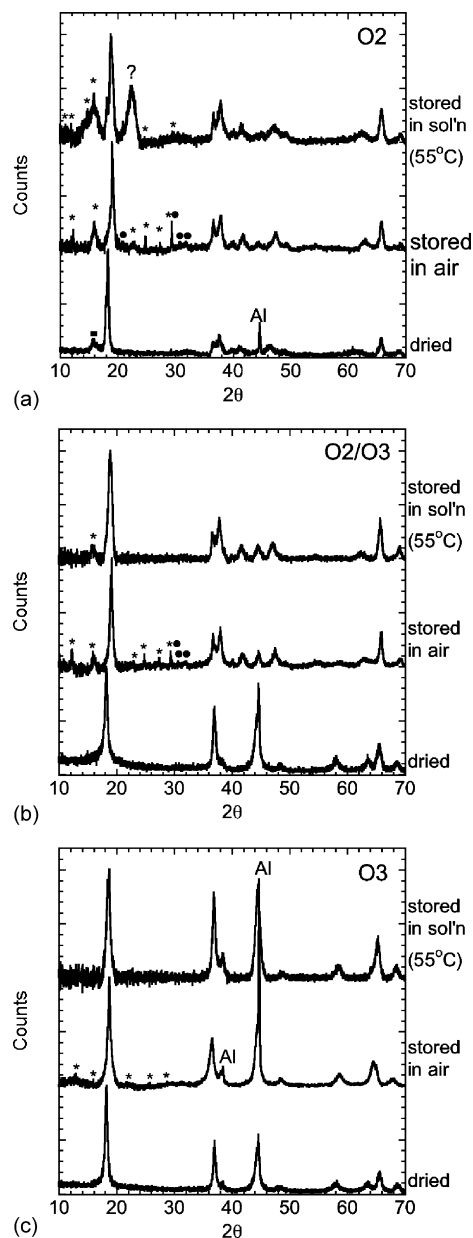 O2
?
**
*
*
*
*
stored
in sol'n
(55°C)
Counts
*
*
*
*
*
*
stored
in air
Al
dried
10 20 30 40 50 60 70
2θ
(a)
O2/O3
stored
in sol'n
(55°C)
*
Counts
*
*
*
*
*
*
stored
in air
dried
10 20 30 40 50 60 70
2θ
(b)
O3
Al
stored
in sol'n
(55°C)
Counts
Al
*
*
*
*
*
stored
in air
dried
10 20 30 40 50 60 70
2θ
(c)